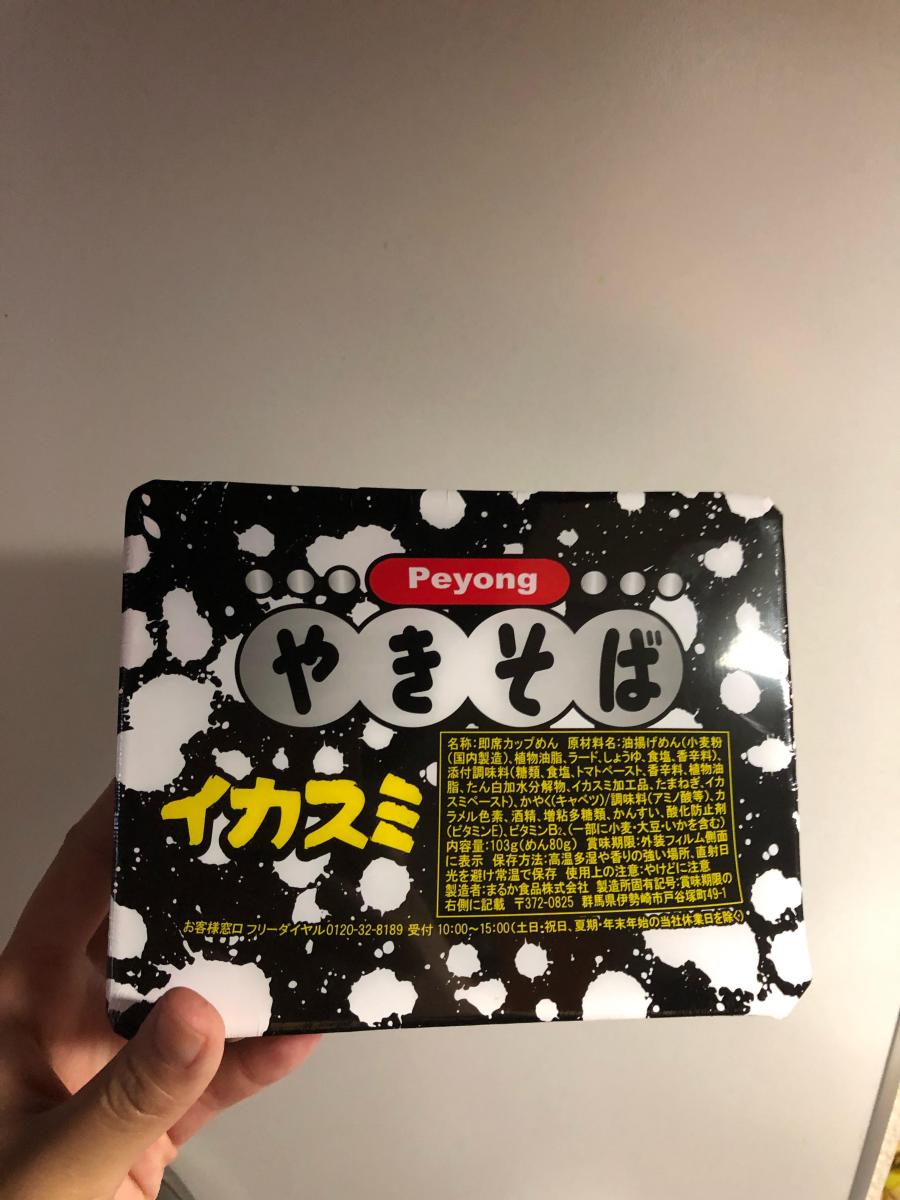 Peyong
やきそば
イカスミ
名称:即席カップめん 原材料名:油揚げめん(小麦粉
(国内製造)、植物油脂、ラード、しょうゆ、食塩、香辛料)、
添付調味料(糖類、食塩、トマトペースト、香辛料、植物油
脂、たん白加水分解物、イカスミ加工品、たまねぎ、イカ
スミペースト)、かやく(キャベツ)/調味料(アミノ酸等)、カ
ラメル色素、酒精、増粘多糖類、かんすい、酸化防止剤
(ビタミンE)、ビタミンB₂、(一部に小麦・大豆・いかを含む)
内容量:103g(めん80g) 賞味期限:外装フィルム側面
に表示 保存方法:高温多湿や香りの強い場所、直射日
光を避け常温で保存 使用上の注意:やけどに注意
製造者:まるか食品株式会社 製造所固有記号:賞味期限の
右側に記載 〒372-0825 群馬県伊勢崎市戸谷塚町49-1
お客様窓口 フリーダイヤル0120-32-8189 受付 10:00~15:00(土日・祝日、夏期・年末年始の当社休業日を除く)